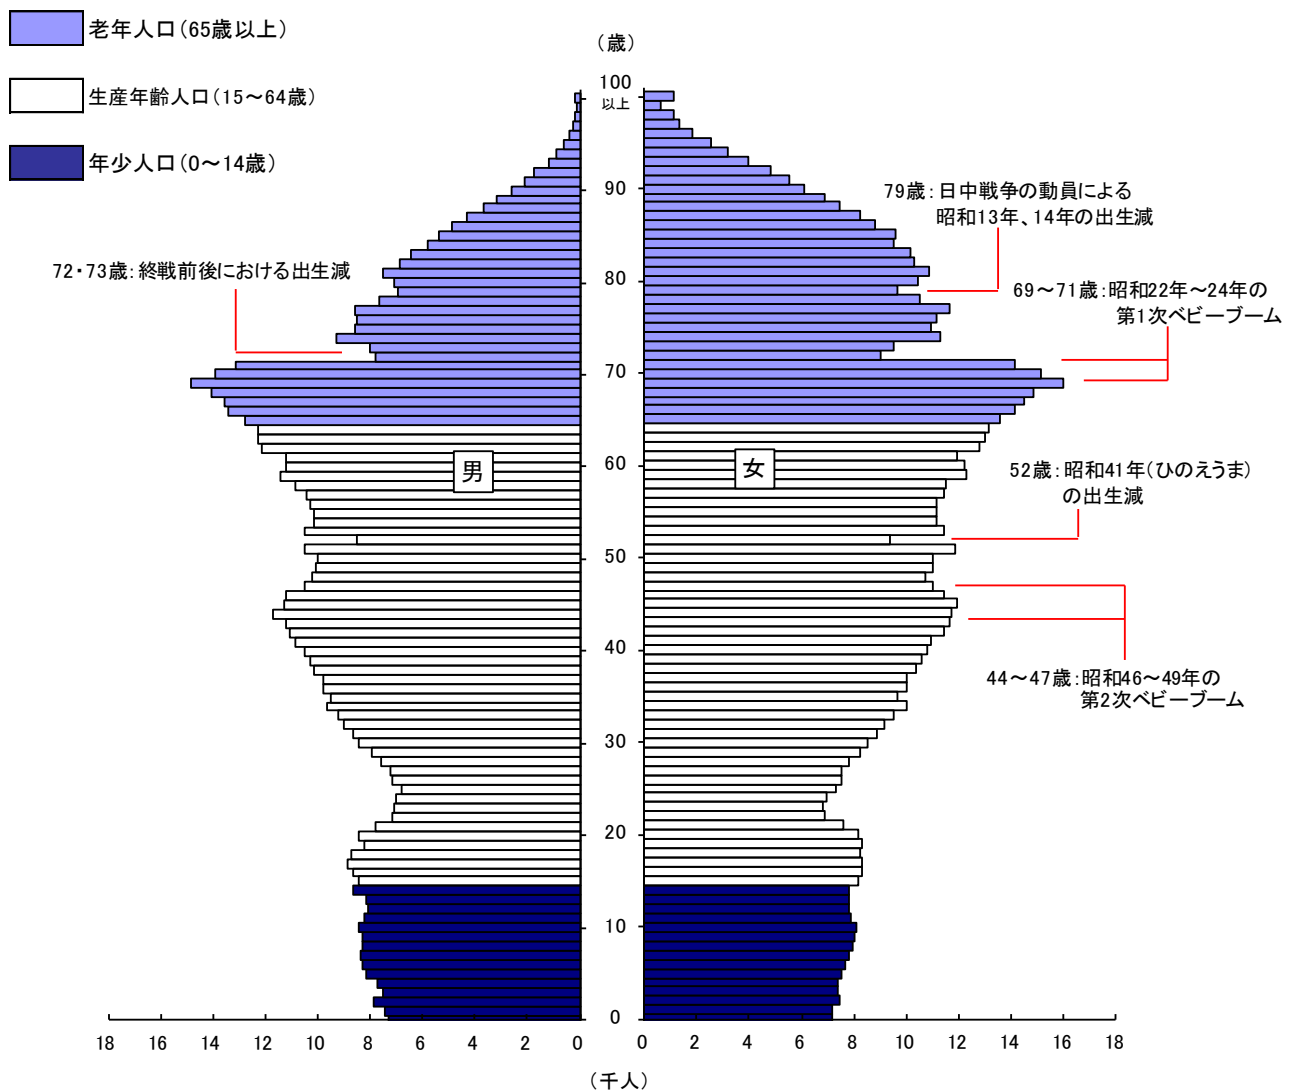 老年人口(65歳以上)
生産年齢人口(15～64歳)
年少人口(0～14歳)
(歳)
100
以上
90
80
70
60
50
40
30
20
10
0
79歳：日中戦争の動員による
昭和13年、14年の出生減
72・73歳：終戦前後における出生減
69～71歳：昭和22年～24年の
第1次ベビーブーム
男
女
52歳：昭和41年(ひのえうま)
の出生減
44～47歳：昭和46～49年の
第2次ベビーブーム
18 16 14 12 10 8 6 4 2 0
0 2 4 6 8 10 12 14 16 18
(千人)